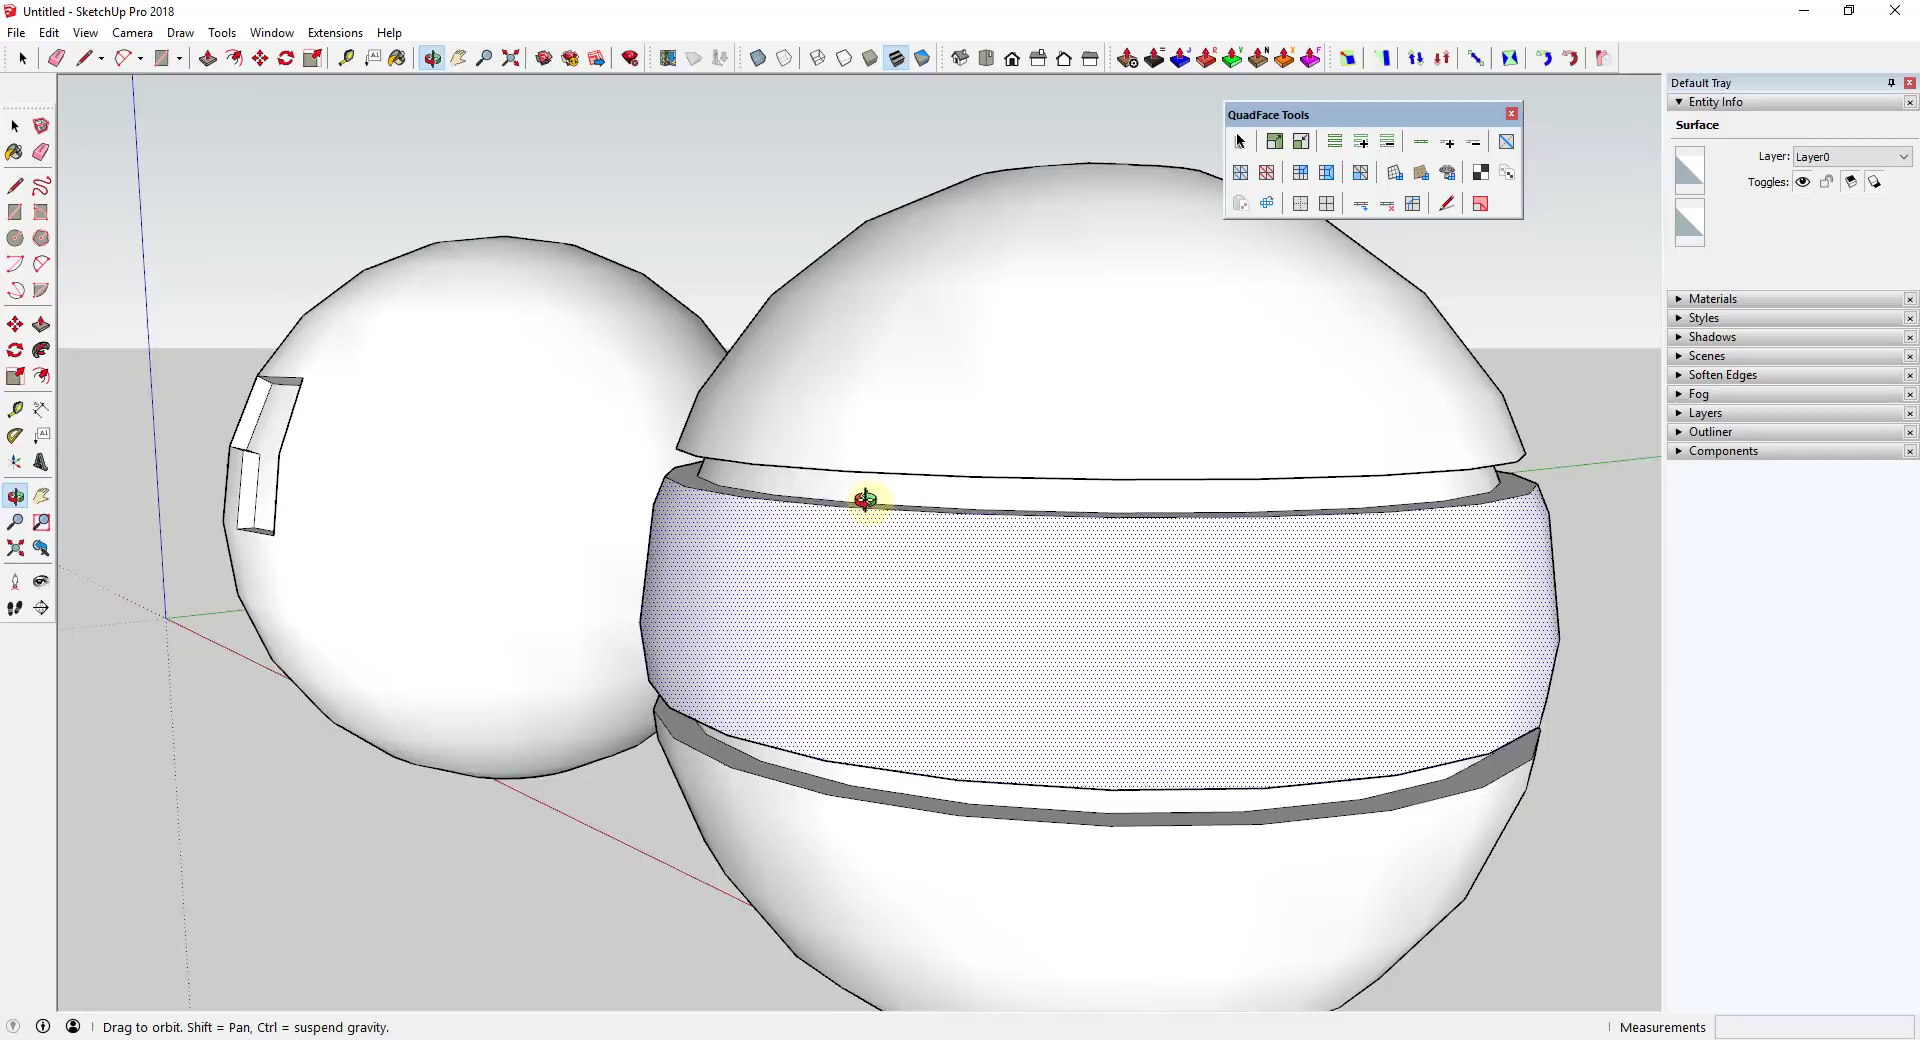 Untitled - SketchUp Pro 2018
File Edit View Camera Draw Tools Window Extensions Help
Default Tray
Entity Info
Surface
Layer: Layer0
Toggles:
QuadFace Tools
Materials
Styles
Shadows
Scenes
Soften Edges
Fog
Layers
Outliner
Components
Drag to orbit. Shift = Pan, Ctrl = suspend gravity.
Measurements